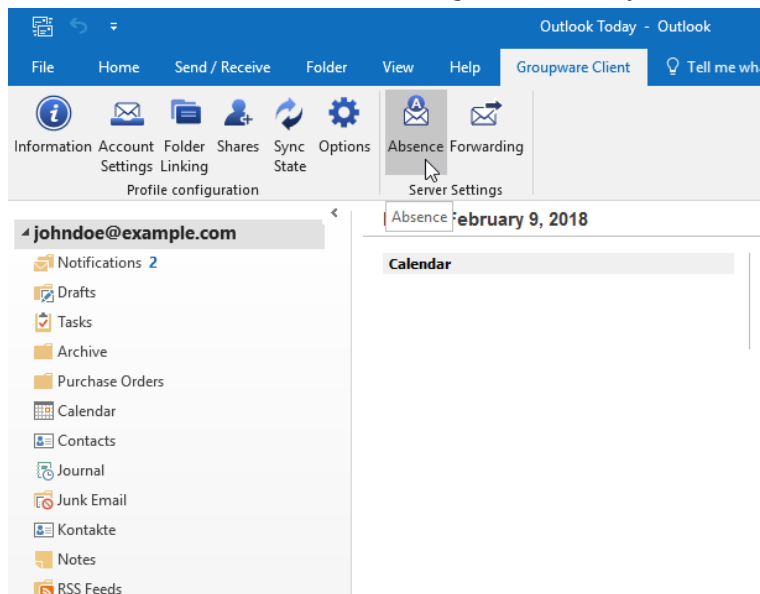 Outlook Today - Outlook
File Home Send / Receive Folder View Help Groupware Client Tell me
Information Account Settings Folder Linking Shares Sync State Options Absence Forwarding
Profile configuration Server Settings
Absence
February 9, 2018
johndoe@example.com
Calendar
Notifications 2
Drafts
Tasks
Archive
Purchase Orders
Calendar
Contacts
Journal
Junk Email
Kontakte
Notes
RSS Feeds